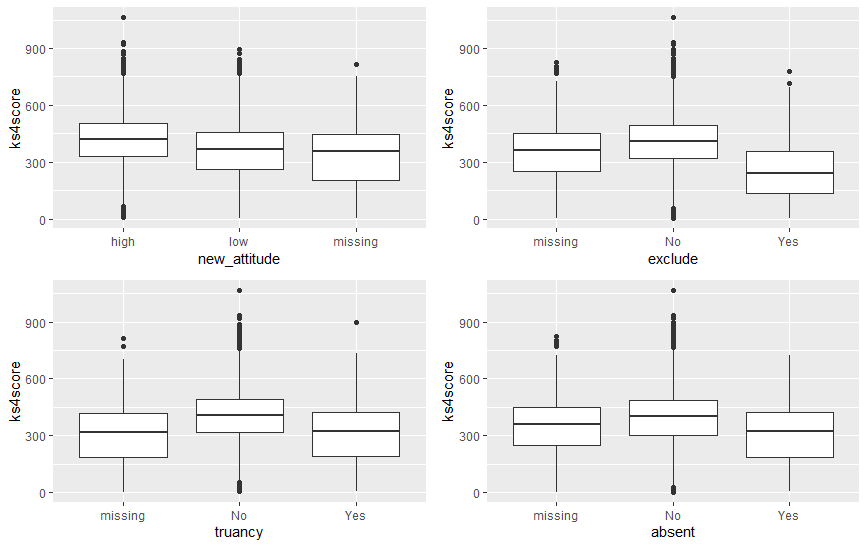 ks4score
900
600
300
0
high low missing
new_attitude
ks4score
900
600
300
0
missing No Yes
exclude
ks4score
900
600
300
0
missing No Yes
truancy
ks4score
900
600
300
0
missing No Yes
absent